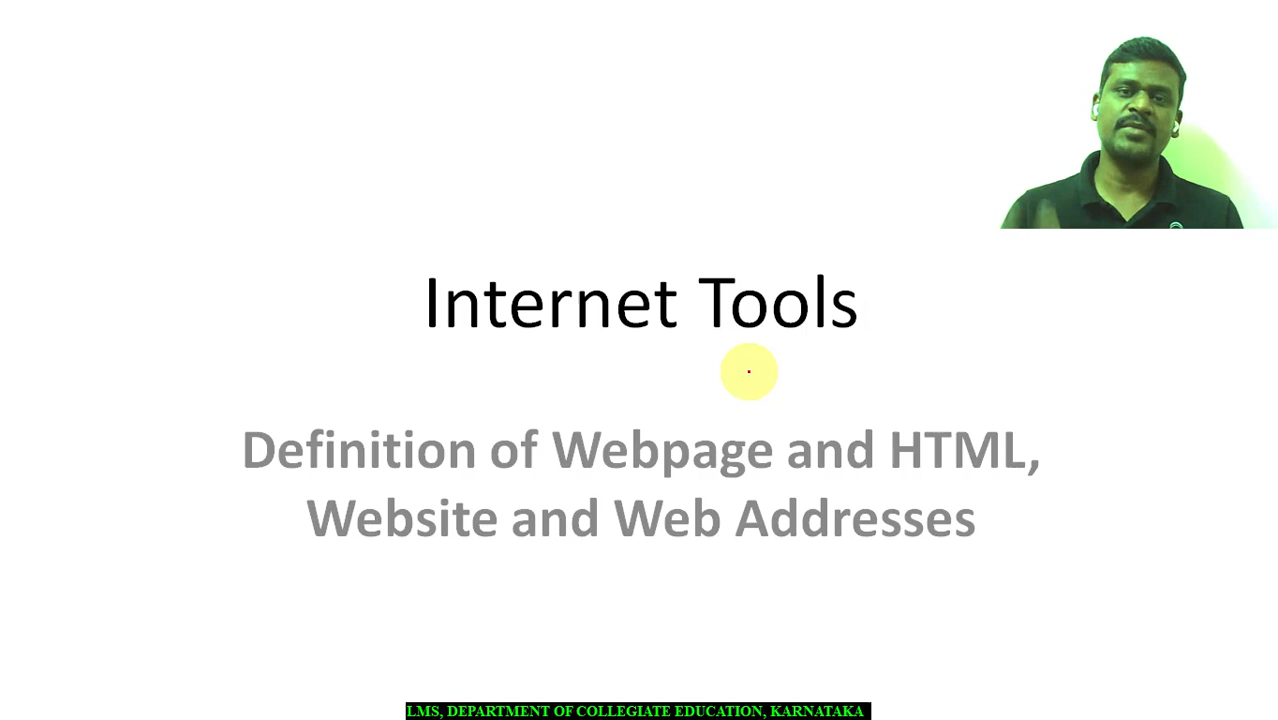 Internet Tools
Definition of Webpage and HTML,
Website and Web Addresses
LMS, DEPARTMENT OF COLLEGIATE EDUCATION, KARNATAKA